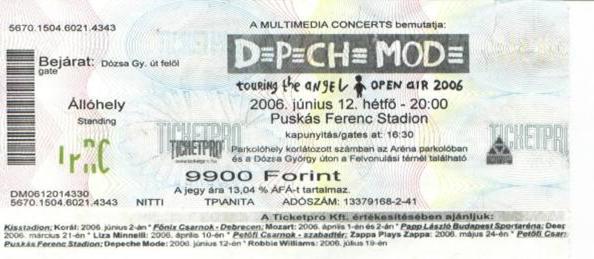 5670.1504.6021.4343
A MULTIMEDIA CONCERTS bemutatja:
Bejárat: Dózsa Gy. út felől
gate
DEPECHE MODE
touring the angel OPEN AIR 2006
2006. június 12. hétfő - 20:00
Puskás Ferenc Stadion
kapunyitás/gates at: 16:30
Állóhely
Standing
TICKETPRO
TICKETPRO
TICKETPRO
Parkolóhely korlátozott számban az Aréna parkolóban
és a Dózsa György úton a Felvonulási térnél található
9900 Forint
A jegy ára 13,04 % ÁFÁ-t tartalmaz.
DM0612014330
5670.1504.6021.4343 NITTI TPVANITA ADÓSZÁM: 13379168-2-41
A Ticketpro Kft. értékesítésében ajánljuk:
Kisstadion: Korál: 2006. június 2-án * Főnix Csarnok - Debrecen: Mozart: 2006. április 1-én és 2-án * Papp László Budapest Sportaréna: Deep
2006. március 21-én * Liza Minnelli: 2006. április 10-én * Petőfi Csarnok - szabadtér: Zappa Plays Zappa: 2006. május 24-én * Petőfi Csar
Puskás Ferenc Stadion: Depeche Mode: 2006. június 12-én * Robbie Williams: 2006. július 19-én